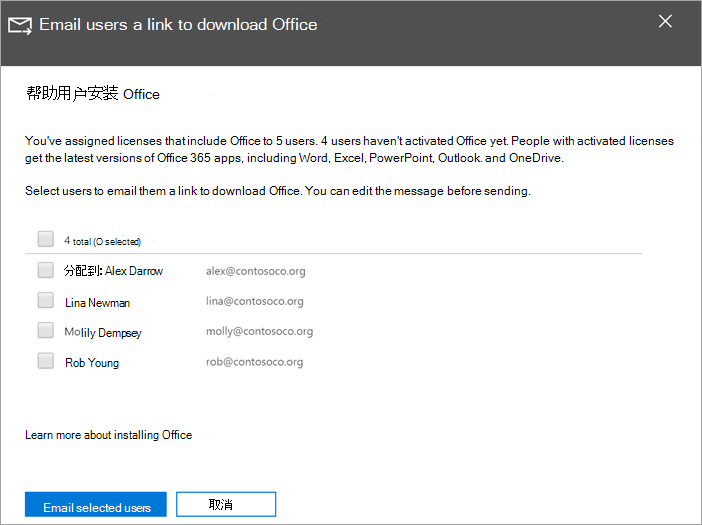 Email users a link to download Office
帮助用户安装 Office
You've assigned licenses that include Office to 5 users. 4 users haven't activated Office yet. People with activated licenses
get the latest versions of Office 365 apps, including Word, Excel, PowerPoint, Outlook. and OneDrive.
Select users to email them a link to download Office. You can edit the message before sending.
4 total (O selected)
分配到: Alex Darrow alex@contosoco.org
Lina Newman lina@contosoco.org
Molily Dempsey molly@contosoco.org
Rob Young rob@contosoco.org
Learn more about installing Office
Email selected users 取消